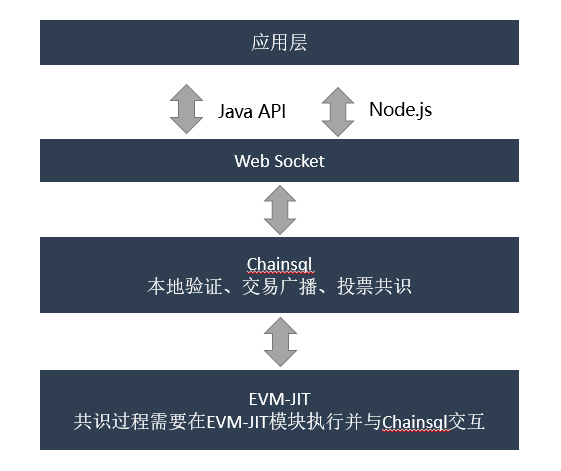 应用层
Java API
Node.js
Web Socket
Chainsql
本地验证、交易广播、投票共识
EVM-JIT
共识过程需要在EVM-JIT模块执行并与Chainsql交互